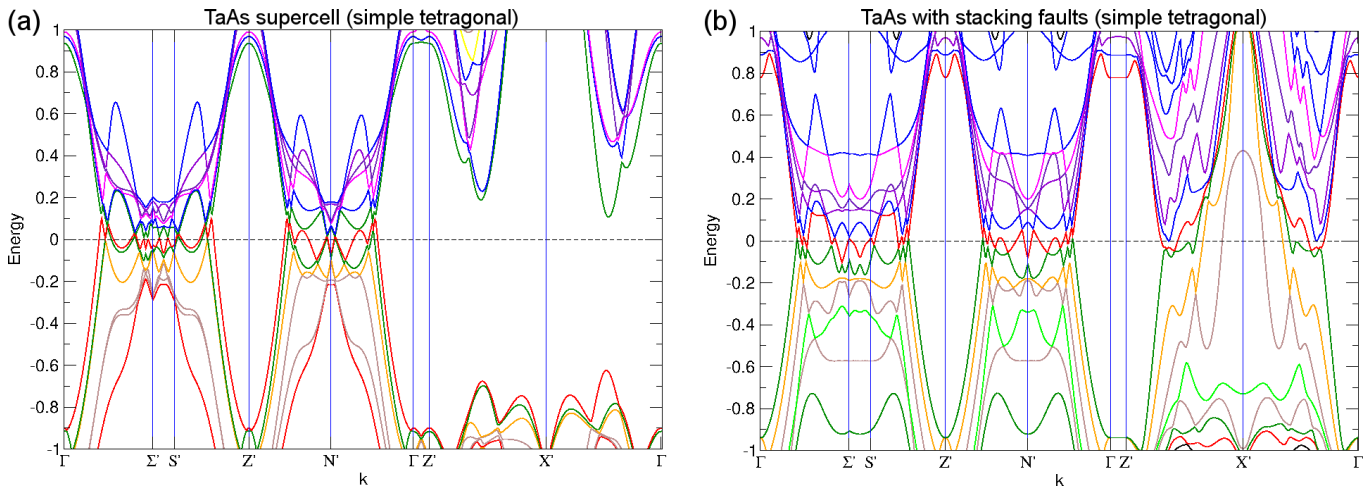 (a) TaAs supercell (simple tetragonal)
1
0.8
0.6
0.4
0.2
0
-0.2
-0.4
-0.6
-0.8
-1
Energy
Γ Σ' S' Z' N' Γ Z' X' Γ
k
(b) TaAs with stacking faults (simple tetragonal)
1
0.8
0.6
0.4
0.2
0
-0.2
-0.4
-0.6
-0.8
-1
Energy
Γ Σ' S' Z' N' Γ Z' X' Γ
k